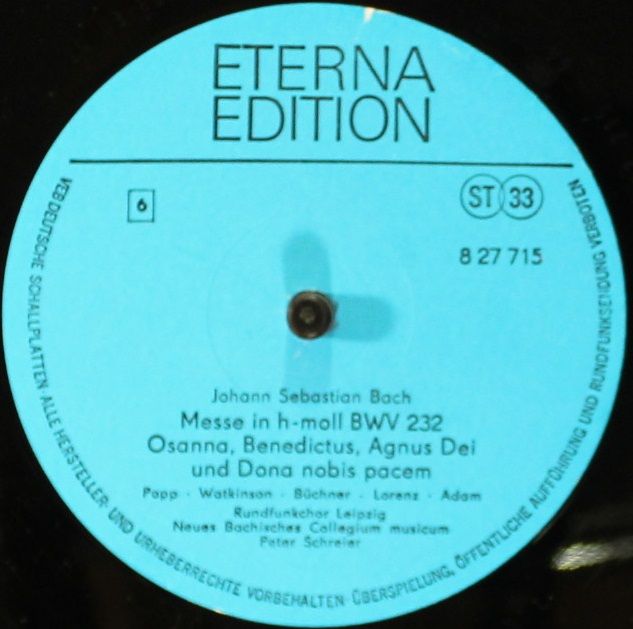 ETERNA
EDITION
6
ST 33
8 27 715
Johann Sebastian Bach
Messe in h-moll BWV 232
Osanna, Benedictus, Agnus Dei
und Dona nobis pacem
Popp · Watkinson · Büchner · Lorenz · Adam
Rundfunkchor Leipzig
Neues Bachisches Collegium musicum
Peter Schreier
VEB DEUTSCHE SCHALLPLATTEN · ALLE HERSTELLER- UND URHEBERRECHTE VORBEHALTEN · ÜBERSPIELUNG, ÖFFENTLICHE AUFFÜHRUNG UND RUNDFUNKSENDUNG VERBOTEN